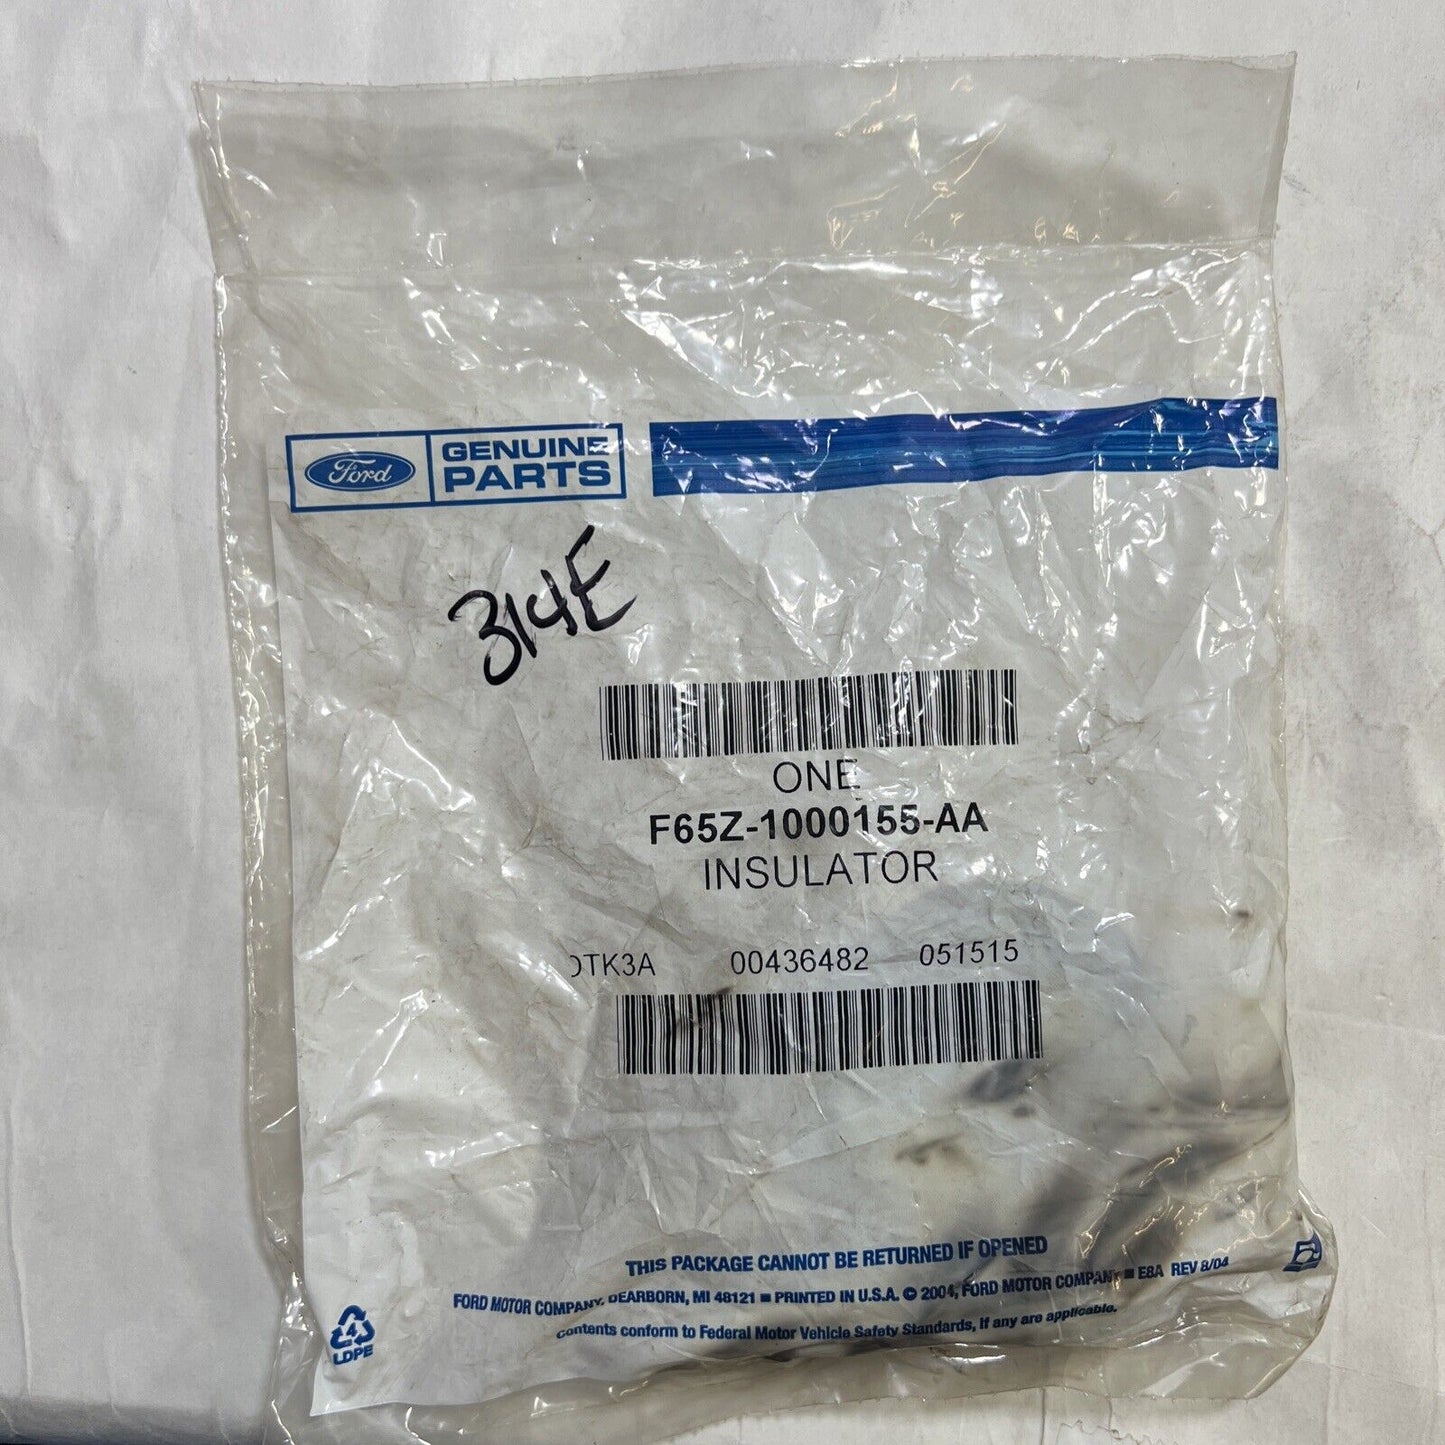 Ford
GENUINE
PARTS
314E
ONE
F65Z-1000155-AA
INSULATOR
OTK3A 00436482 051515
THIS PACKAGE CANNOT BE RETURNED IF OPENED
FORD MOTOR COMPANY, DEARBORN, MI 48121 ■ PRINTED IN U.S.A. © 2004, FORD MOTOR COMPANY ■ E8A REV 8/04
Contents conform to Federal Motor Vehicle Safety Standards, if any are applicable.
4
LDPE